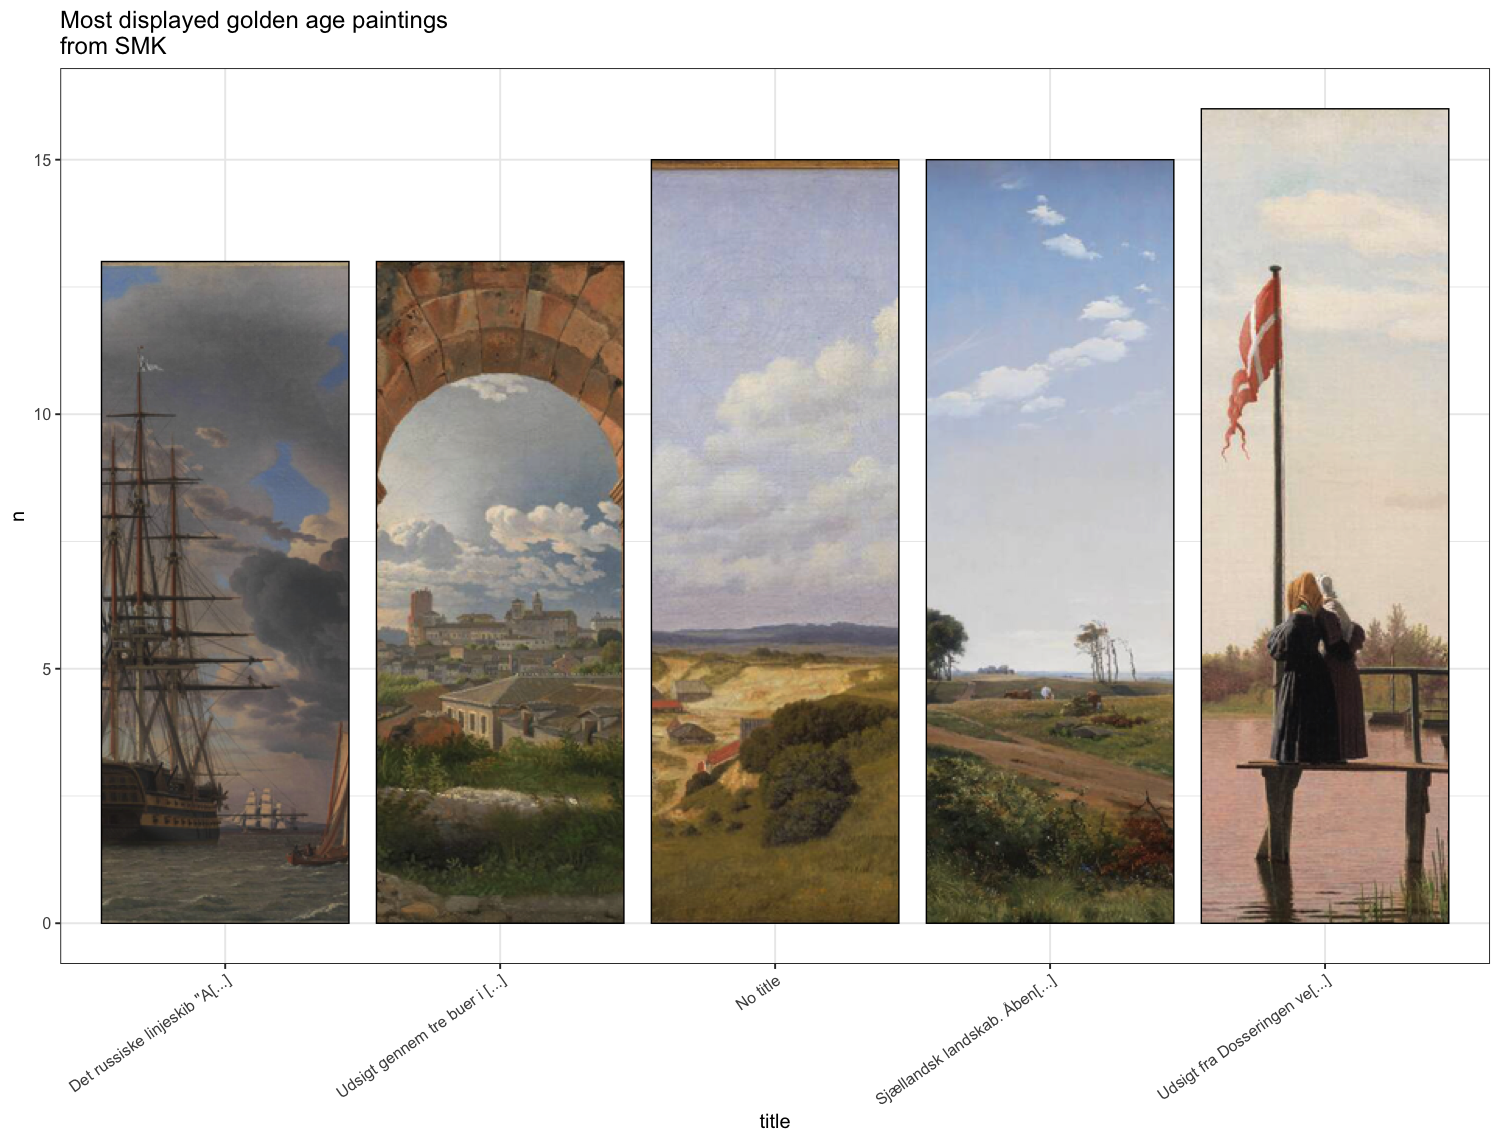 Most displayed golden age paintings
from SMK
n
15
10
5
0
Det russiske linjeskib "A[...]
Udsigt gennem tre buer i [...]
No title
Sjællandsk landskab. Åben[...]
Udsigt fra Dosseringen ve[...]
title